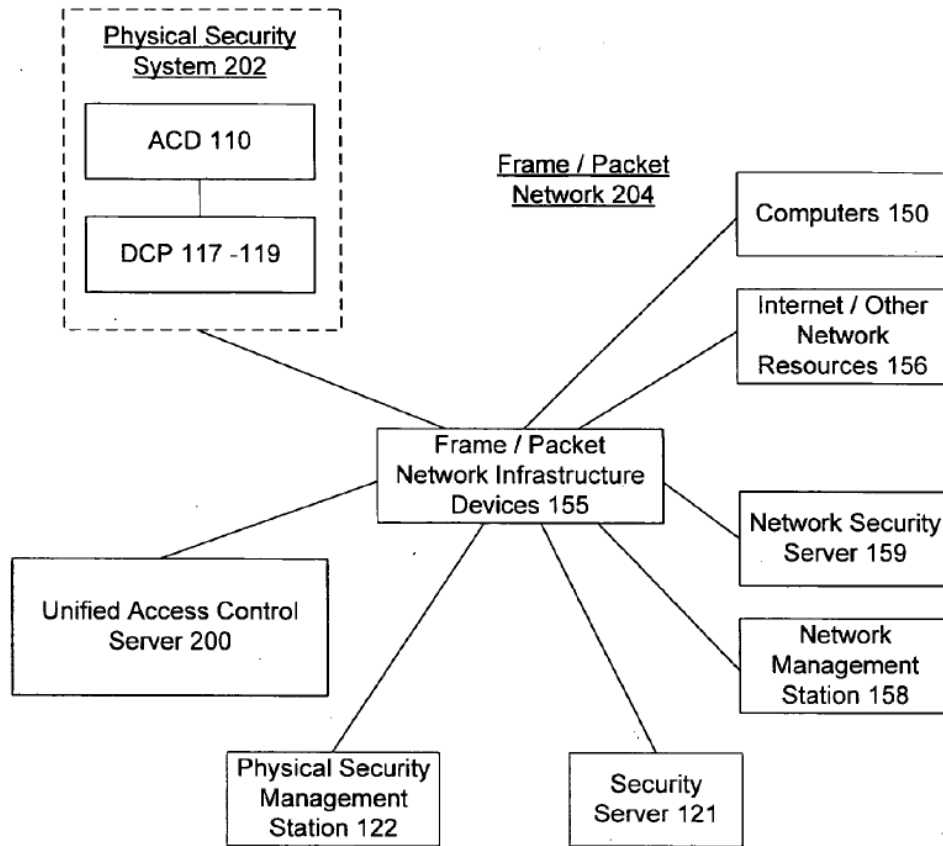 Physical Security
System 202
ACD 110
DCP 117 -119
Frame / Packet
Network 204
Computers 150
Internet / Other
Network
Resources 156
Frame / Packet
Network Infrastructure
Devices 155
Network Security
Server 159
Unified Access Control
Server 200
Network
Management
Station 158
Physical Security
Management
Station 122
Security
Server 121